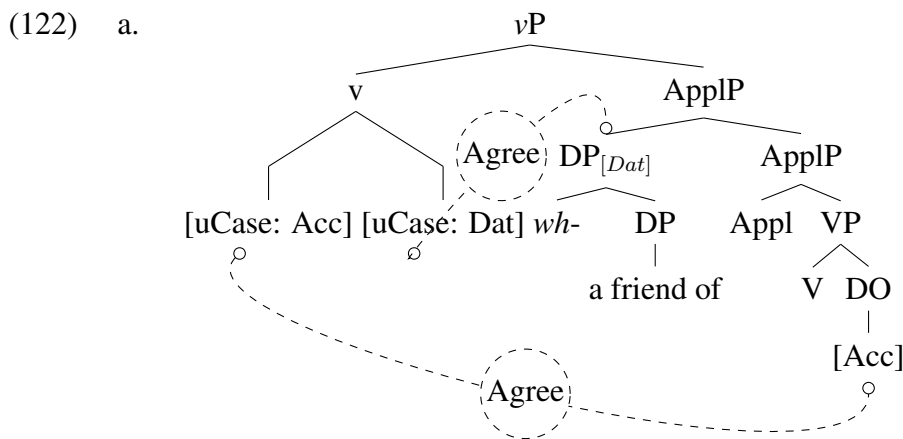 (122) a. vP
v ApplP
Agree DP[Dat] ApplP
[uCase: Acc] [uCase: Dat] wh- DP Appl VP
a friend of V DO
[Acc]
Agree